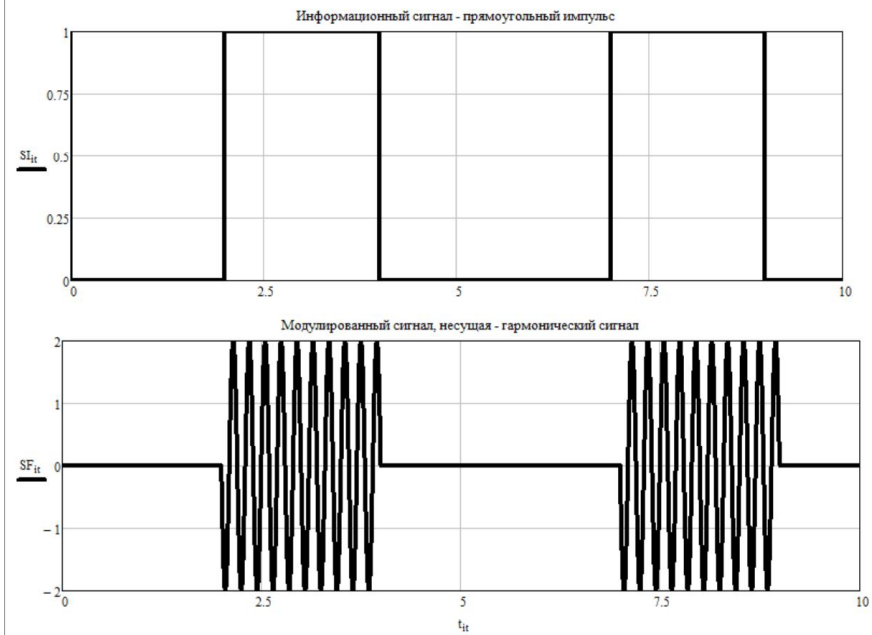 Информационный сигнал - прямоугольный импульс
1
0.75
SI_it
0.5
0.25
0
0 2.5 5 7.5 10
Модулированный сигнал, несущая - гармонический сигнал
2
1
SF_it
0
− 1
− 2
0 2.5 5 7.5 10
t_it